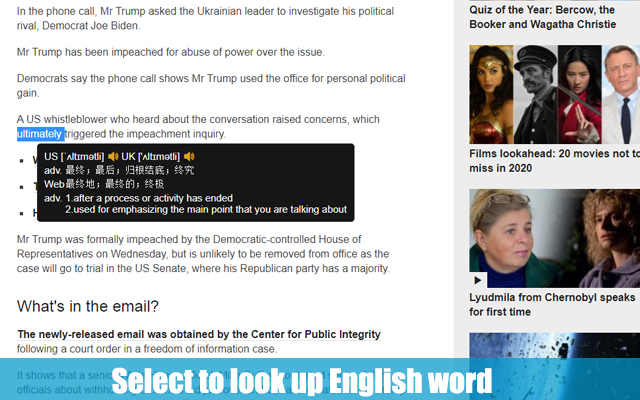 In the phone call, Mr Trump asked the Ukrainian leader to investigate his political
rival, Democrat Joe Biden.
Mr Trump has been impeached for abuse of power over the issue.
Democrats say the phone call shows Mr Trump used the office for personal political
gain.
A US whistleblower who heard about the conversation raised concerns, which
ultimately triggered the impeachment inquiry.
US [ˈʌltɪmətli] UK ['ʌltɪmətli]
adv. 最终，最后，归根结底，终究
Web最终地，最终的，终极
adv. 1.after a process or activity has ended
2.used for emphasizing the main point that you are talking about
Mr Trump was formally impeached by the Democratic-controlled House of
Representatives on Wednesday, but is unlikely to be removed from office as the
case will go to trial in the US Senate, where his Republican party has a majority.
What's in the email?
The newly-released email was obtained by the Center for Public Integrity
following a court order in a freedom of information case.
It shows that a senio
officials about withho
Select to look up English word
Quiz of the Year: Bercow, the
Booker and Wagatha Christie
Films lookahead: 20 movies not to
miss in 2020
Lyudmila from Chernobyl speaks
for first time